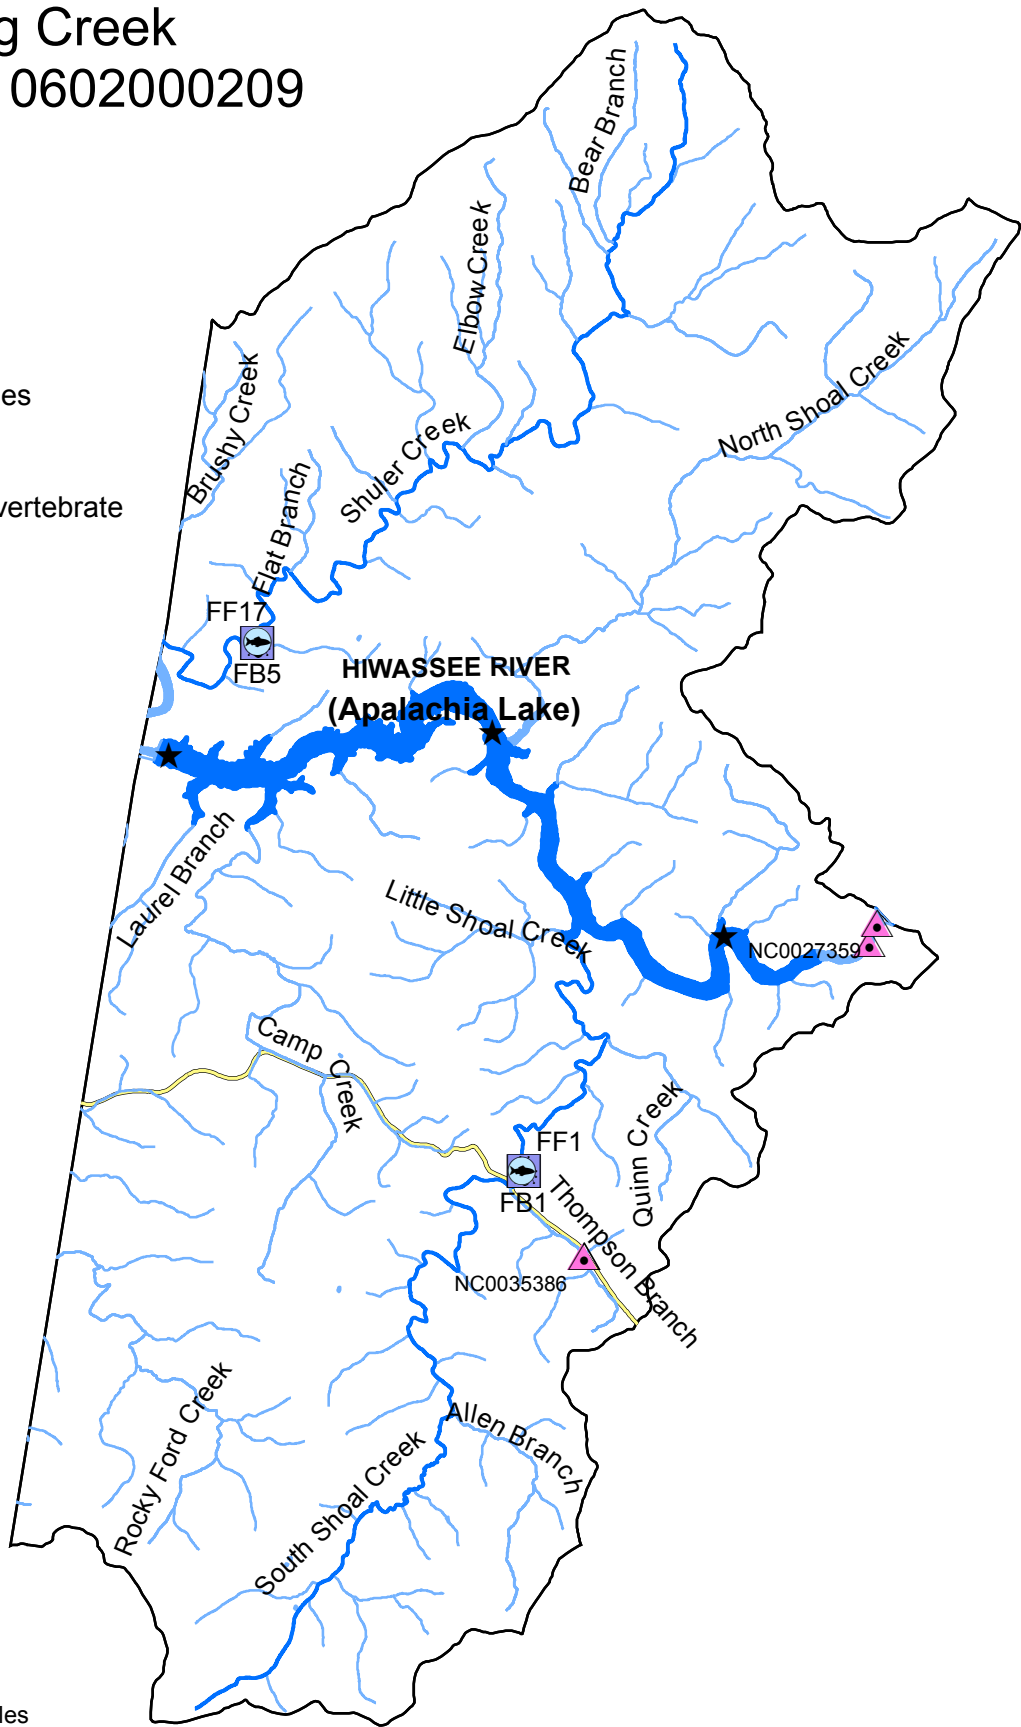 g Creek
0602000209
es
vertebrate
Bear Branch
Elbow Creek
North Shoal Creek
Brushy Creek
Shuler Creek
Flat Branch
FF17
FB5
HIWASSEE RIVER
(Apalachia Lake)
Laurel Branch
Little Shoal Creek
NC0027359
Camp Creek
Quinn Creek
FF1
FB1
Thompson Branch
NC0035386
Rocky Ford Creek
Allen Branch
South Shoal Creek
les